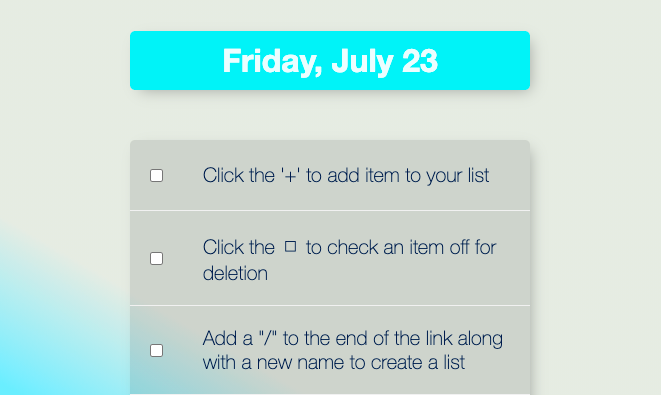 Friday, July 23
Click the '+' to add item to your list
Click the □ to check an item off for
deletion
Add a "/" to the end of the link along
with a new name to create a list